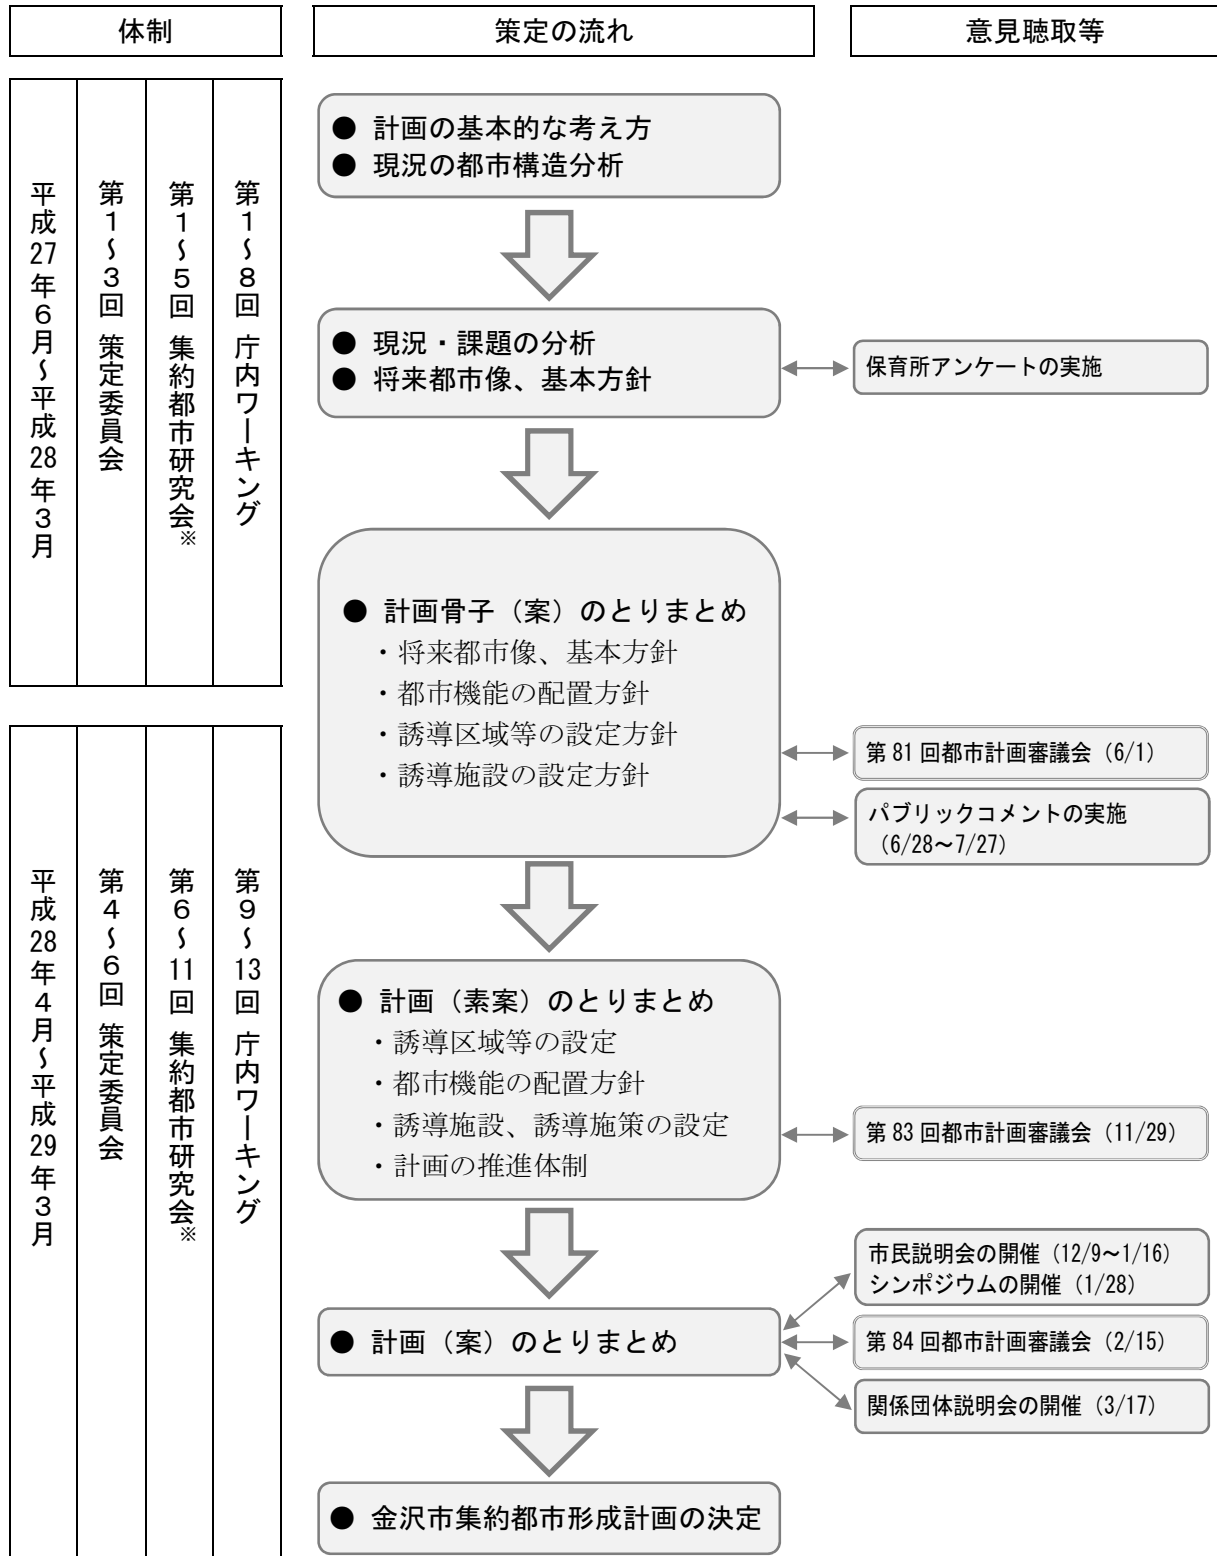 体制
策定の流れ
意見聴取等
平成27年6月～平成28年3月
第1～3回 策定委員会
第1～5回 集約都市研究会※
第1～8回 庁内ワーキング
● 計画の基本的な考え方
● 現況の都市構造分析
● 現況・課題の分析
● 将来都市像、基本方針
保育所アンケートの実施
● 計画骨子（案）のとりまとめ
・将来都市像、基本方針
・都市機能の配置方針
・誘導区域等の設定方針
・誘導施設の設定方針
第81回都市計画審議会（6/1）
パブリックコメントの実施
（6/28～7/27）
平成28年4月～平成29年3月
第4～6回 策定委員会
第6～11回 集約都市研究会※
第9～13回 庁内ワーキング
● 計画（素案）のとりまとめ
・誘導区域等の設定
・都市機能の配置方針
・誘導施設、誘導施策の設定
・計画の推進体制
第83回都市計画審議会（11/29）
市民説明会の開催（12/9～1/16）
シンポジウムの開催（1/28）
● 計画（案）のとりまとめ
第84回都市計画審議会（2/15）
関係団体説明会の開催（3/17）
● 金沢市集約都市形成計画の決定